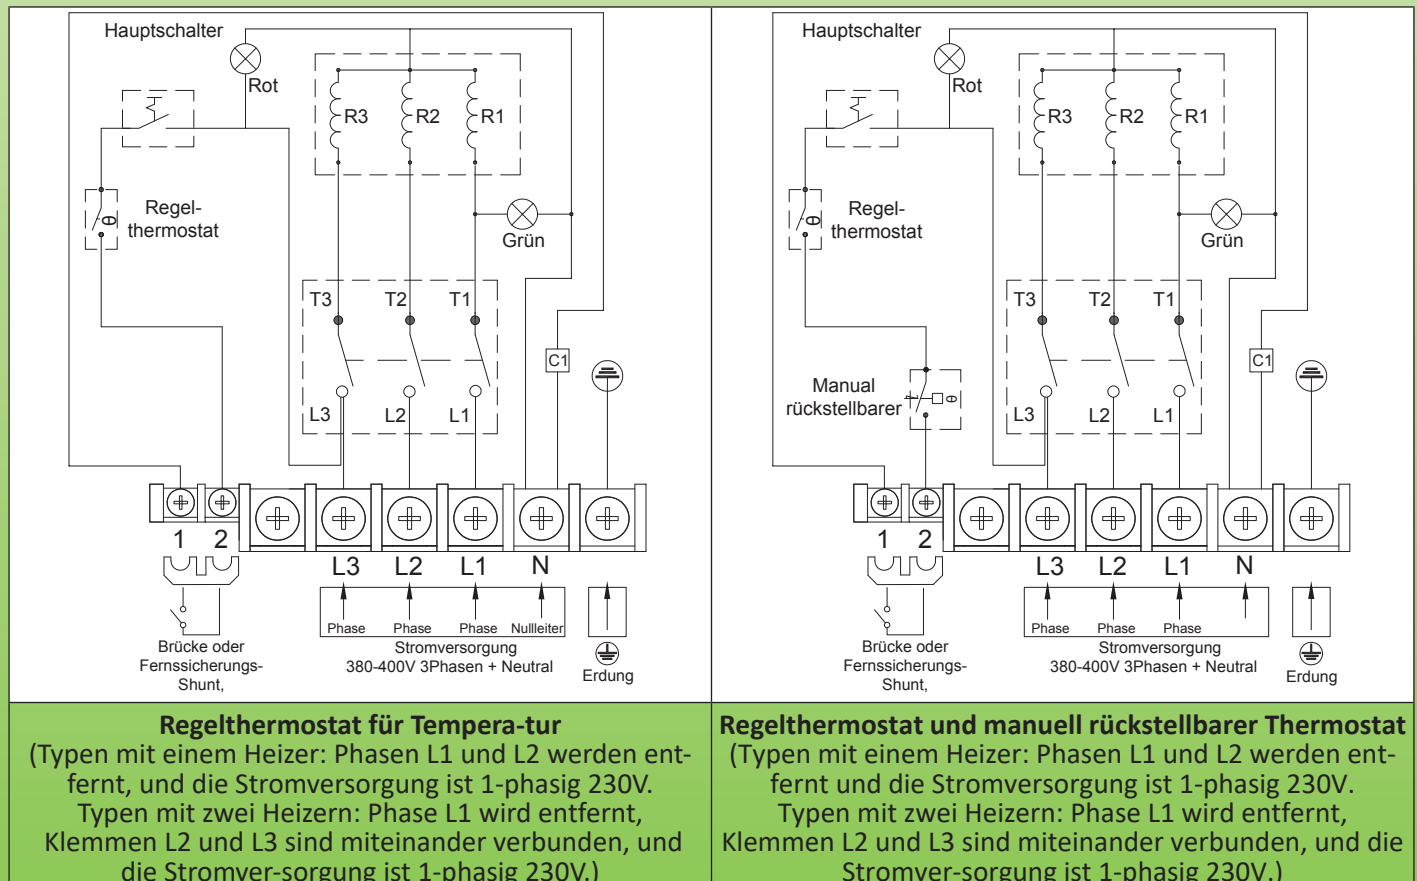 Hauptschalter
Rot
R3
R2
R1
Regel-
thermostat
θ
Grün
T3
T2
T1
C1
L3
L2
L1
1
2
L3
L2
L1
N
Phase
Phase
Phase
Nullleiter
Brücke oder
Fernssicherungs-
Shunt,
Stromversorgung
380-400V 3Phasen + Neutral
Erdung
Regelthermostat für Tempera-tur
(Typen mit einem Heizer: Phasen L1 und L2 werden ent-
fernt, und die Stromversorgung ist 1-phasig 230V.
Typen mit zwei Heizern: Phase L1 wird entfernt,
Klemmen L2 und L3 sind miteinander verbunden, und
die Stromver-sorgung ist 1-phasig 230V.)
Hauptschalter
Rot
R3
R2
R1
Regel-
thermostat
θ
Grün
T3
T2
T1
C1
Manual
rückstellbarer
θ
L3
L2
L1
1
2
L3
L2
L1
N
Phase
Phase
Phase
Brücke oder
Fernssicherungs-
Shunt,
Stromversorgung
380-400V 3Phasen + Neutral
Erdung
Regelthermostat und manuell rückstellbarer Thermostat
(Typen mit einem Heizer: Phasen L1 und L2 werden ent-
fernt und die Stromversorgung ist 1-phasig 230V.
Typen mit zwei Heizern: Phase L1 wird entfernt,
Klemmen L2 und L3 sind miteinander verbunden, und die
Stromver-sorgung ist 1-phasig 230V.)